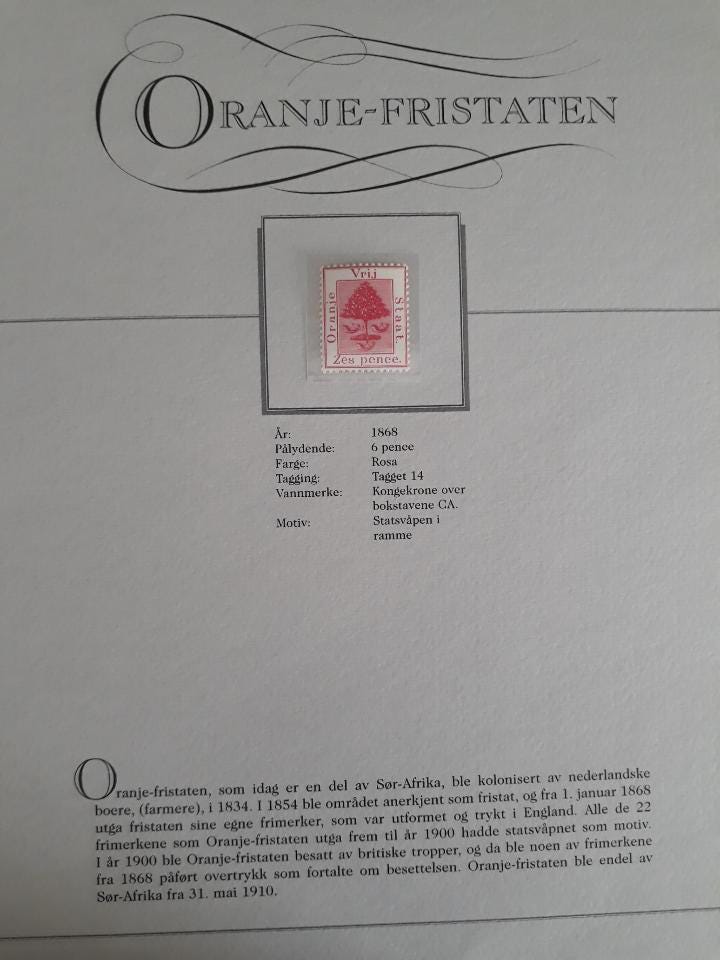 ORANJE-FRISTATEN
Vrij
Oranje
Staat.
Zes pence.
År: 1868
Pålydende: 6 pence
Farge: Rosa
Tagging: Tagget 14
Vannmerke: Kongekrone over
bokstavene CA.
Motiv: Statsvåpen i
ramme
Oranje-fristaten, som idag er en del av Sør-Afrika, ble kolonisert av nederlandske
boere, (farmere), i 1834. I 1854 ble området anerkjent som fristat, og fra 1. januar 1868
utga fristaten sine egne frimerker, som var utformet og trykt i England. Alle de 22
frimerkene som Oranje-fristaten utga frem til år 1900 hadde statsvåpnet som motiv.
I år 1900 ble Oranje-fristaten besatt av britiske tropper, og da ble noen av frimerkene
fra 1868 påført overtrykk som fortalte om besettelsen. Oranje-fristaten ble endel av
Sør-Afrika fra 31. mai 1910.